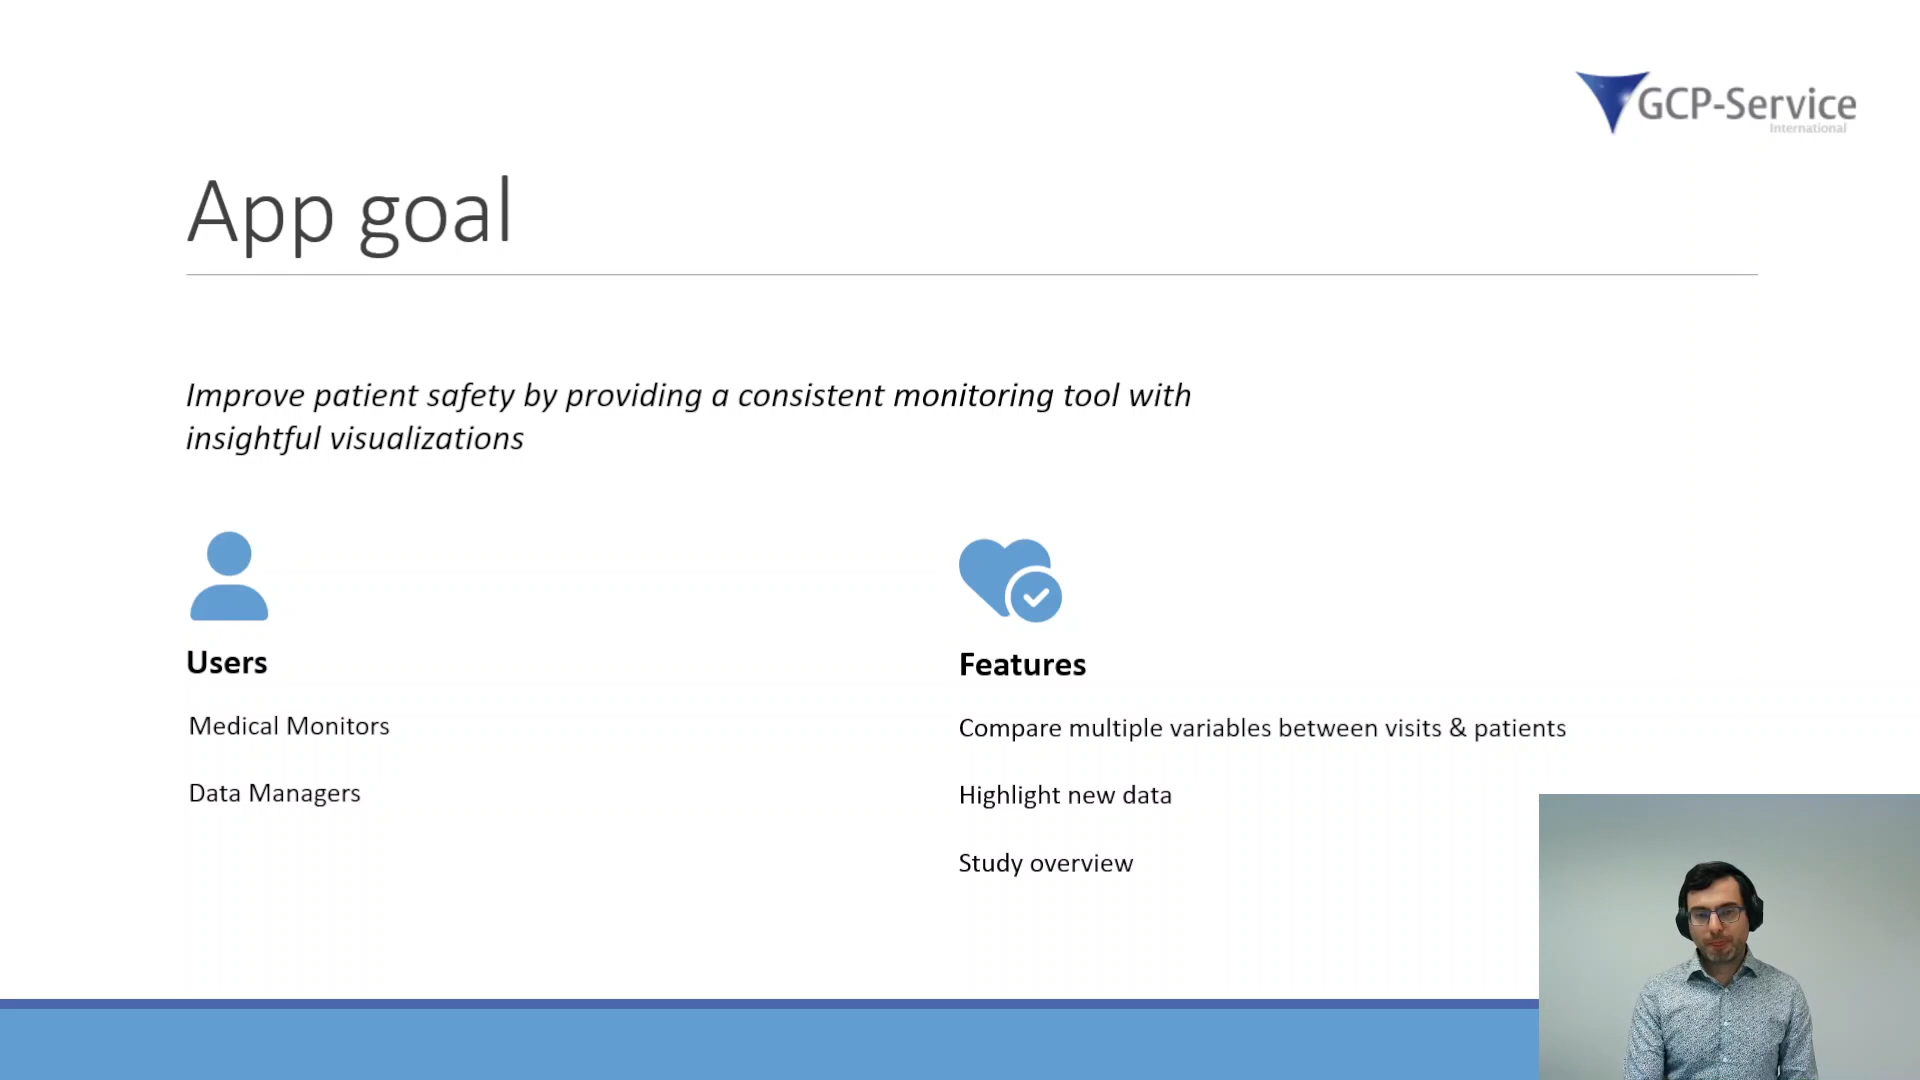 GCP-Service
International
App goal
Improve patient safety by providing a consistent monitoring tool with
insightful visualizations
Users
Medical Monitors
Data Managers
Features
Compare multiple variables between visits & patients
Highlight new data
Study overview